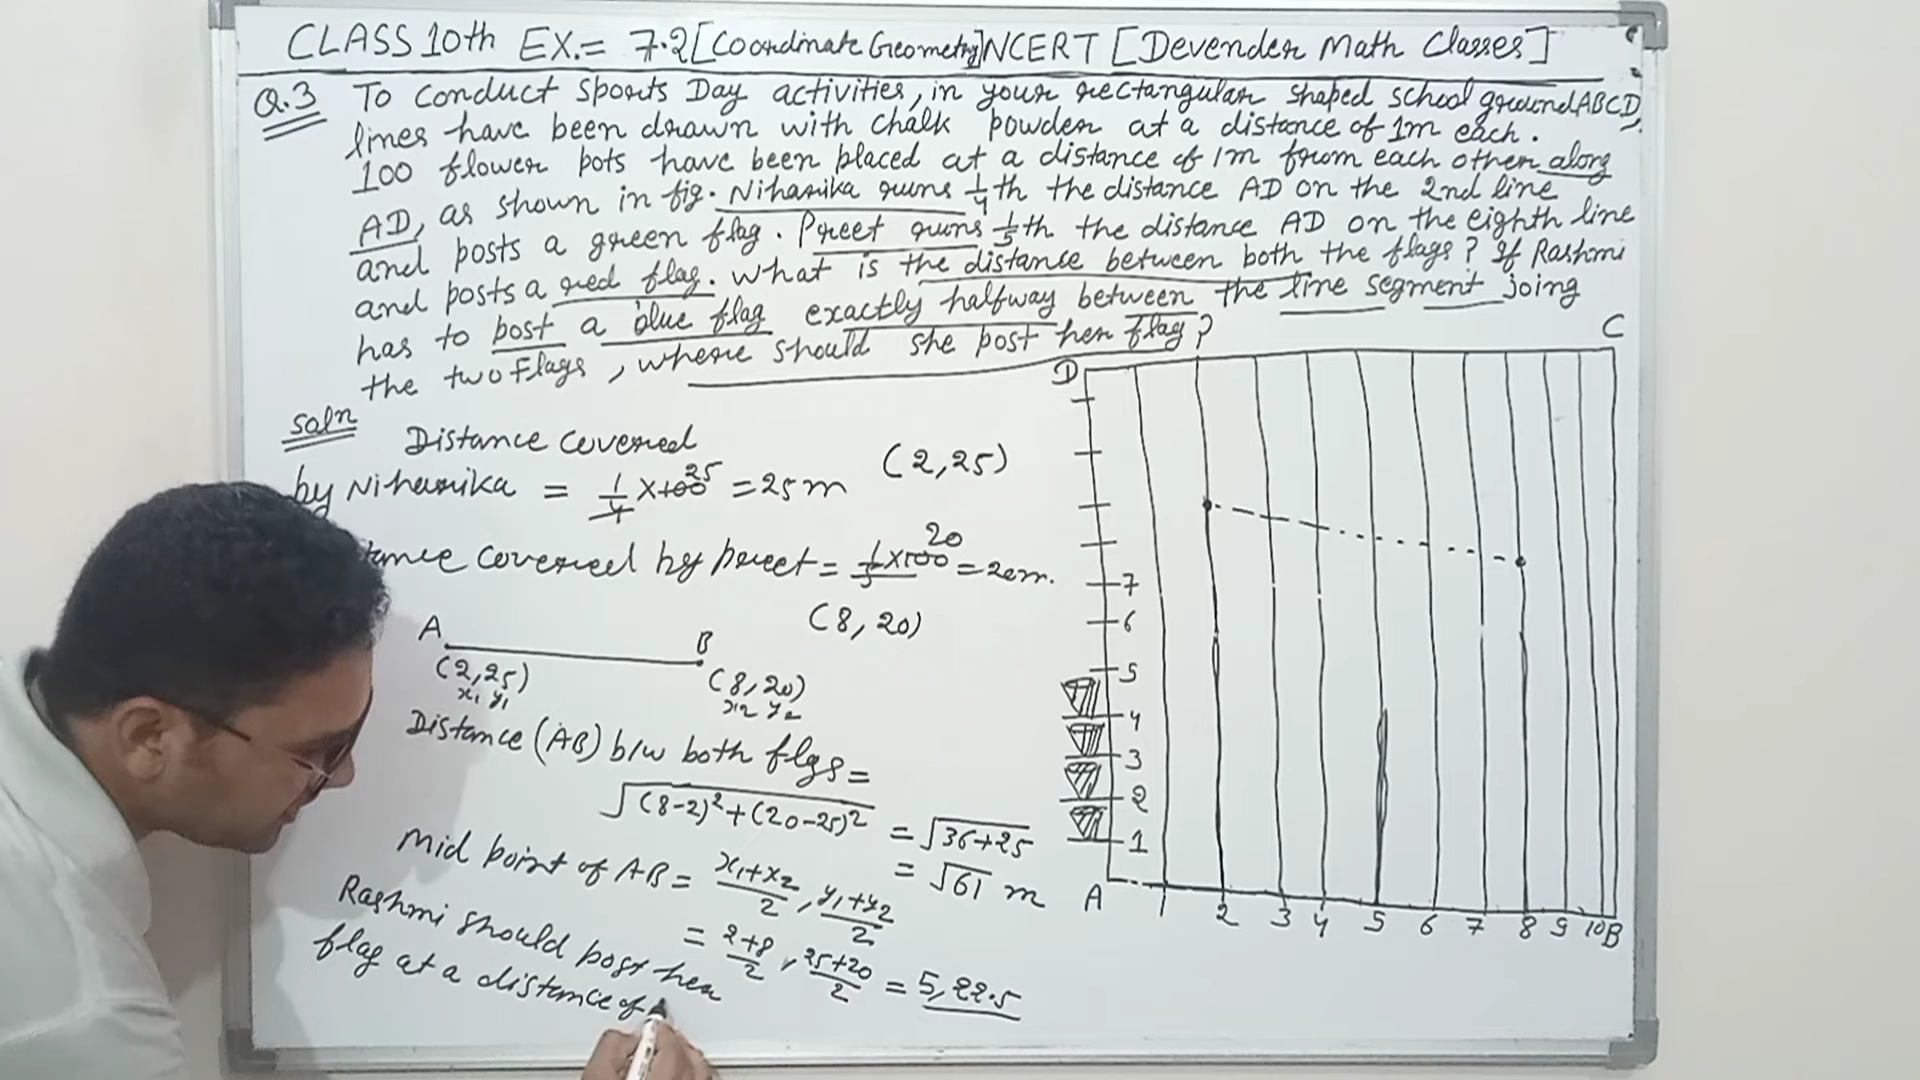 CLASS 10th EX.= 7.2 [Coordinate Geometry] NCERT [Devender Math Classes]
Q.3 To Conduct Sports Day activities, in your rectangular shaped school ground ABCD,
lines have been drawn with chalk powder at a distance of 1m each.
100 flower pots have been placed at a distance of 1m from each other along
AD, as shown in fig. Niharika runs 1/4 th the distance AD on the 2nd line
and posts a green flag. Preet runs 1/5 th the distance AD on the eighth line
and posts a red flag. What is the distance between both the flags? If Rashmi
has to post a blue flag exactly halfway between the line segment joing
the two Flags, where should she post her flag?
Soln
Distance Covered
by Niharika = 1/4 × 100 25 = 25 m (2, 25)
tance covered by preet = 1/5 × 100 20 = 20m.
(8, 20)
A B
(2, 25) (8, 20)
x1 y1 x2 y2
Distance (AB) b/w both flgs =
√(8-2)² + (20-25)² = √36+25
= √61 m
Mid point of AB = x1+x2/2, y1+y2/2
= 2+8/2, 25+20/2 = 5, 22.5
Rashmi should post her
flag at a distance of
D C
7
6
5
4
3
2
1
A 1 2 3 4 5 6 7 8 9 10 B